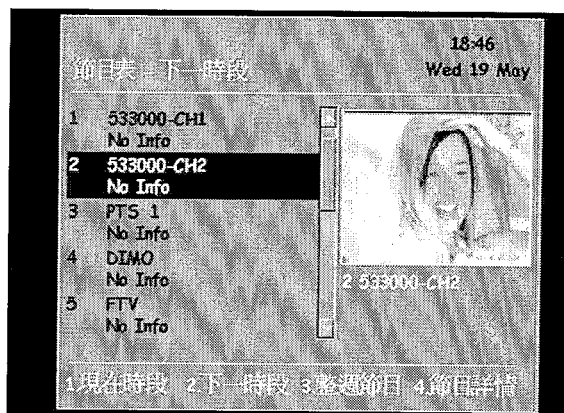 18:46
節目表 - 下一時段
Wed 19 May
1 533000-CH1
No Info
2 533000-CH2
No Info
3 PTS 1
No Info
4 DIMO
No Info
5 FTV
No Info
2 533000-CH2
1.現在時段 2.下一時段 3.整週節目 4.節目詳情